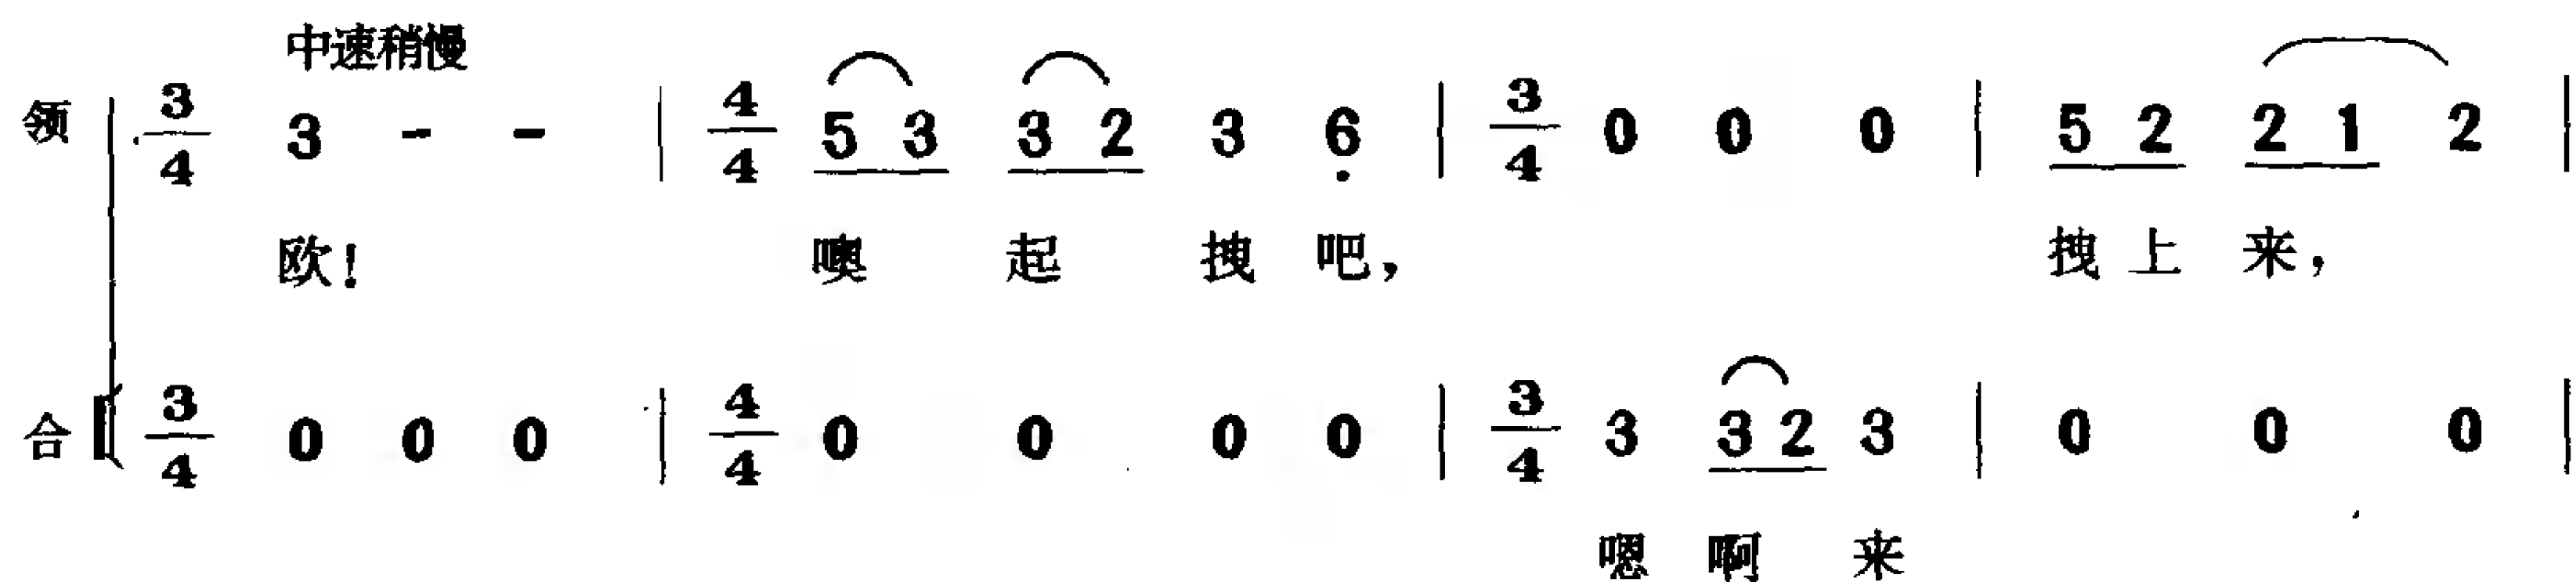 中速稍慢
领 3/4 3 - - | 4/4 5 3 3 2 3 6̣ | 3/4 0 0 0 | 5 2 2 1 2 |
欧! 噢 起 拽 吧, 拽 上 来,
合 3/4 0 0 0 | 4/4 0 0 0 0 | 3/4 3 3 2 3 | 0 0 0 |
嗯 啊 来